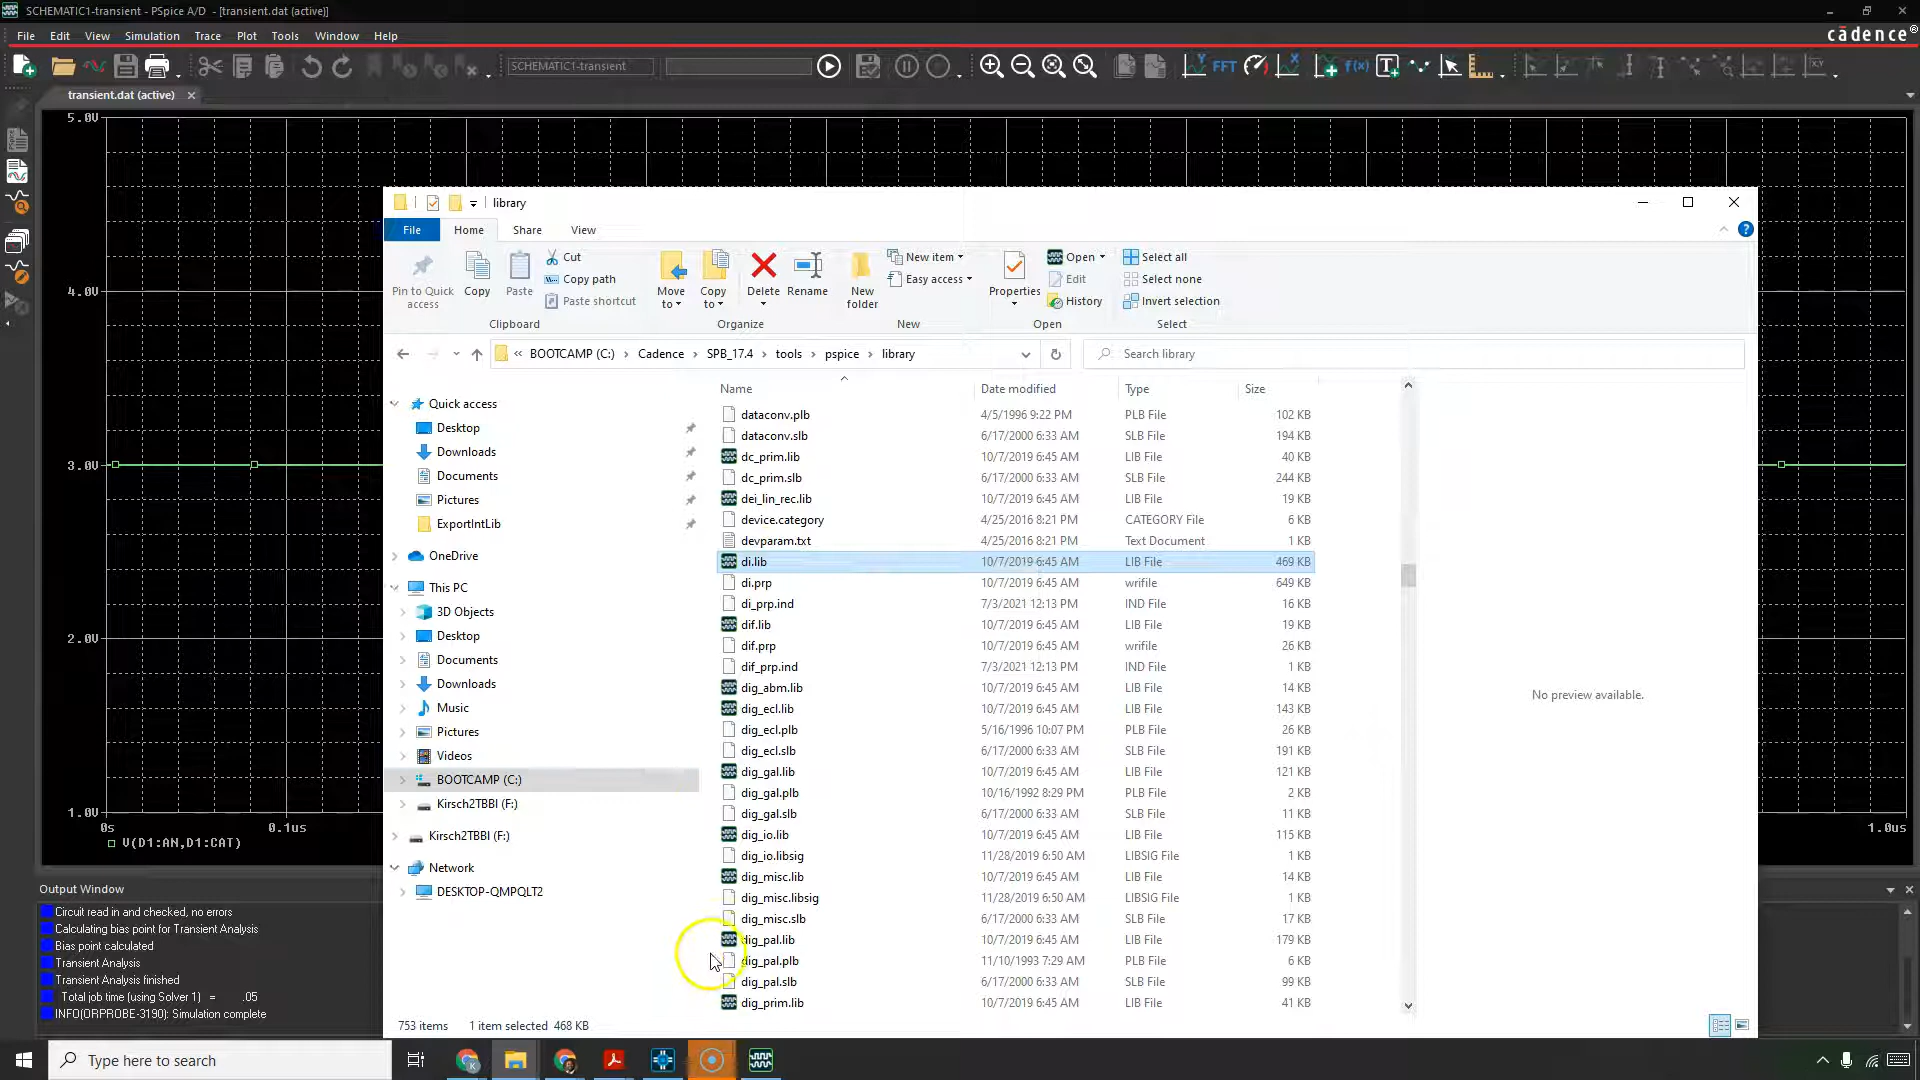 SCHEMATIC1-transient - PSpice A/D - [transient.dat (active)]
File Edit View Simulation Trace Plot Tools Window Help
cādence®
SCHEMATIC1-transient
FFT
f(x)
transient.dat (active)
5.0V
4.0V
3.0V
2.0V
1.0V
0s
0.1us
1.0us
V(D1:AN,D1:CAT)
library
File Home Share View
Pin to Quick access
Copy
Paste
Cut
Copy path
Paste shortcut
Clipboard
Move to
Copy to
Delete
Rename
Organize
New folder
New item
Easy access
New
Properties
Open
Edit
History
Open
Select all
Select none
Invert selection
Select
« BOOTCAMP (C:) › Cadence › SPB_17.4 › tools › pspice › library
Search library
Quick access
Desktop
Downloads
Documents
Pictures
ExportIntLib
OneDrive
This PC
3D Objects
Desktop
Documents
Downloads
Music
Pictures
Videos
BOOTCAMP (C:)
Kirsch2TBBI (F:)
Kirsch2TBBI (F:)
Network
DESKTOP-QMPQLT2
Name Date modified Type Size
dataconv.plb 4/5/1996 9:22 PM PLB File 102 KB
dataconv.slb 6/17/2000 6:33 AM SLB File 194 KB
dc_prim.lib 10/7/2019 6:45 AM LIB File 40 KB
dc_prim.slb 6/17/2000 6:33 AM SLB File 244 KB
dei_lin_rec.lib 10/7/2019 6:45 AM LIB File 19 KB
device.category 4/25/2016 8:21 PM CATEGORY File 6 KB
devparam.txt 4/25/2016 8:21 PM Text Document 1 KB
di.lib 10/7/2019 6:45 AM LIB File 469 KB
di.prp 10/7/2019 6:45 AM wrifile 649 KB
di_prp.ind 7/3/2021 12:13 PM IND File 16 KB
dif.lib 10/7/2019 6:45 AM LIB File 19 KB
dif.prp 10/7/2019 6:45 AM wrifile 26 KB
dif_prp.ind 7/3/2021 12:13 PM IND File 1 KB
dig_abm.lib 10/7/2019 6:45 AM LIB File 14 KB
dig_ecl.lib 10/7/2019 6:45 AM LIB File 143 KB
dig_ecl.plb 5/16/1996 10:07 PM PLB File 26 KB
dig_ecl.slb 6/17/2000 6:33 AM SLB File 191 KB
dig_gal.lib 10/7/2019 6:45 AM LIB File 121 KB
dig_gal.plb 10/16/1992 8:29 PM PLB File 2 KB
dig_gal.slb 6/17/2000 6:33 AM SLB File 11 KB
dig_io.lib 10/7/2019 6:45 AM LIB File 115 KB
dig_io.libsig 11/28/2019 6:50 AM LIBSIG File 1 KB
dig_misc.lib 10/7/2019 6:45 AM LIB File 14 KB
dig_misc.libsig 11/28/2019 6:50 AM LIBSIG File 1 KB
dig_misc.slb 6/17/2000 6:33 AM SLB File 17 KB
dig_pal.lib 10/7/2019 6:45 AM LIB File 179 KB
dig_pal.plb 11/10/1993 7:29 AM PLB File 6 KB
dig_pal.slb 6/17/2000 6:33 AM SLB File 99 KB
dig_prim.lib 10/7/2019 6:45 AM LIB File 41 KB
No preview available.
753 items 1 item selected 468 KB
Output Window
Circuit read in and checked, no errors
Calculating bias point for Transient Analysis
Bias point calculated
Transient Analysis
Transient Analysis finished
Total job time (using Solver 1) = .05
INFO(ORPROBE-3190): Simulation complete
Type here to search